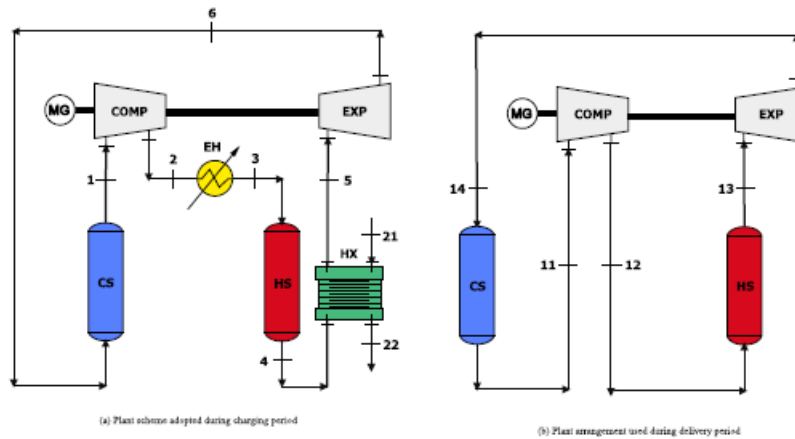 6
MG
COMP
EXP
EH
2
3
1
5
21
HX
CS
HS
4
22
(a) Plant scheme adopted during charging period
MG
COMP
EXP
14
13
11
12
CS
HS
(b) Plant arrangement used during delivery period